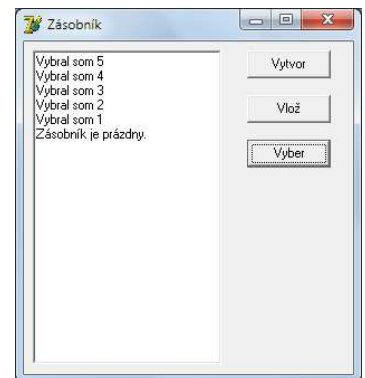 Zásobník
Vybral som 5
Vybral som 4
Vybral som 3
Vybral som 2
Vybral som 1
Zásobník je prázdny.
Vytvor
Vlož
Vyber